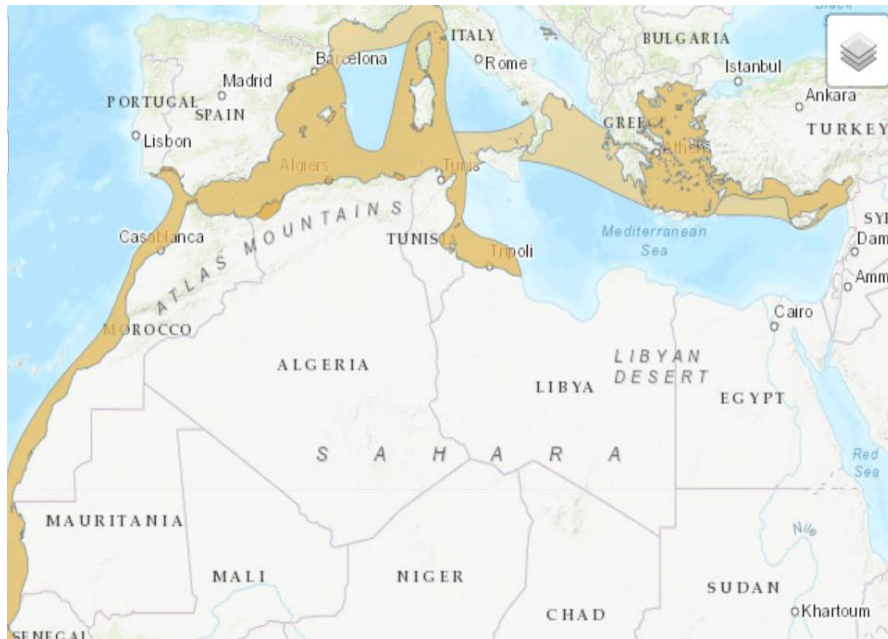 ITALY
BULGARIA
Barcelona
Rome
Istanbul
Madrid
Ankara
PORTUGAL
SPAIN
GREECE
TURKEY
Lisbon
Athens
Algiers
Tunis
Casablanca
ATLAS MOUNTAINS
TUNISIA
Mediterranean
Sea
SY
Dam
Tripoli
Amm
MOROCCO
Cairo
ALGERIA
LIBYAN
DESERT
LIBYA
EGYPT
SAHARA
Red
Sea
MAURITANIA
Nile
MALI
NIGER
SUDAN
CHAD
Khartoum
SENEGAL